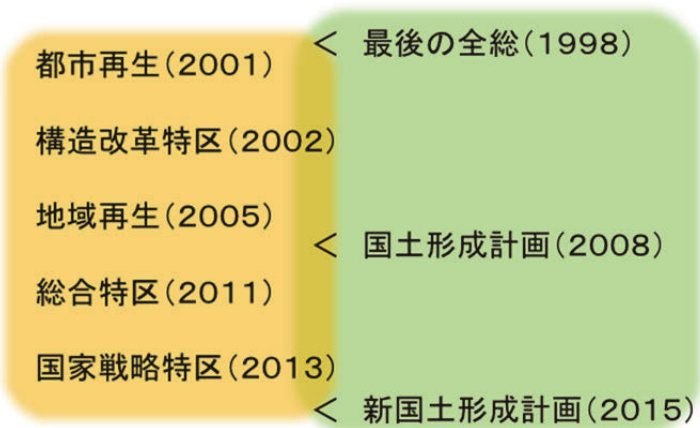 都市再生(2001)
構造改革特区(2002)
地域再生(2005)
総合特区(2011)
国家戦略特区(2013)
< 最後の全総(1998)
< 国土形成計画(2008)
< 新国土形成計画(2015)